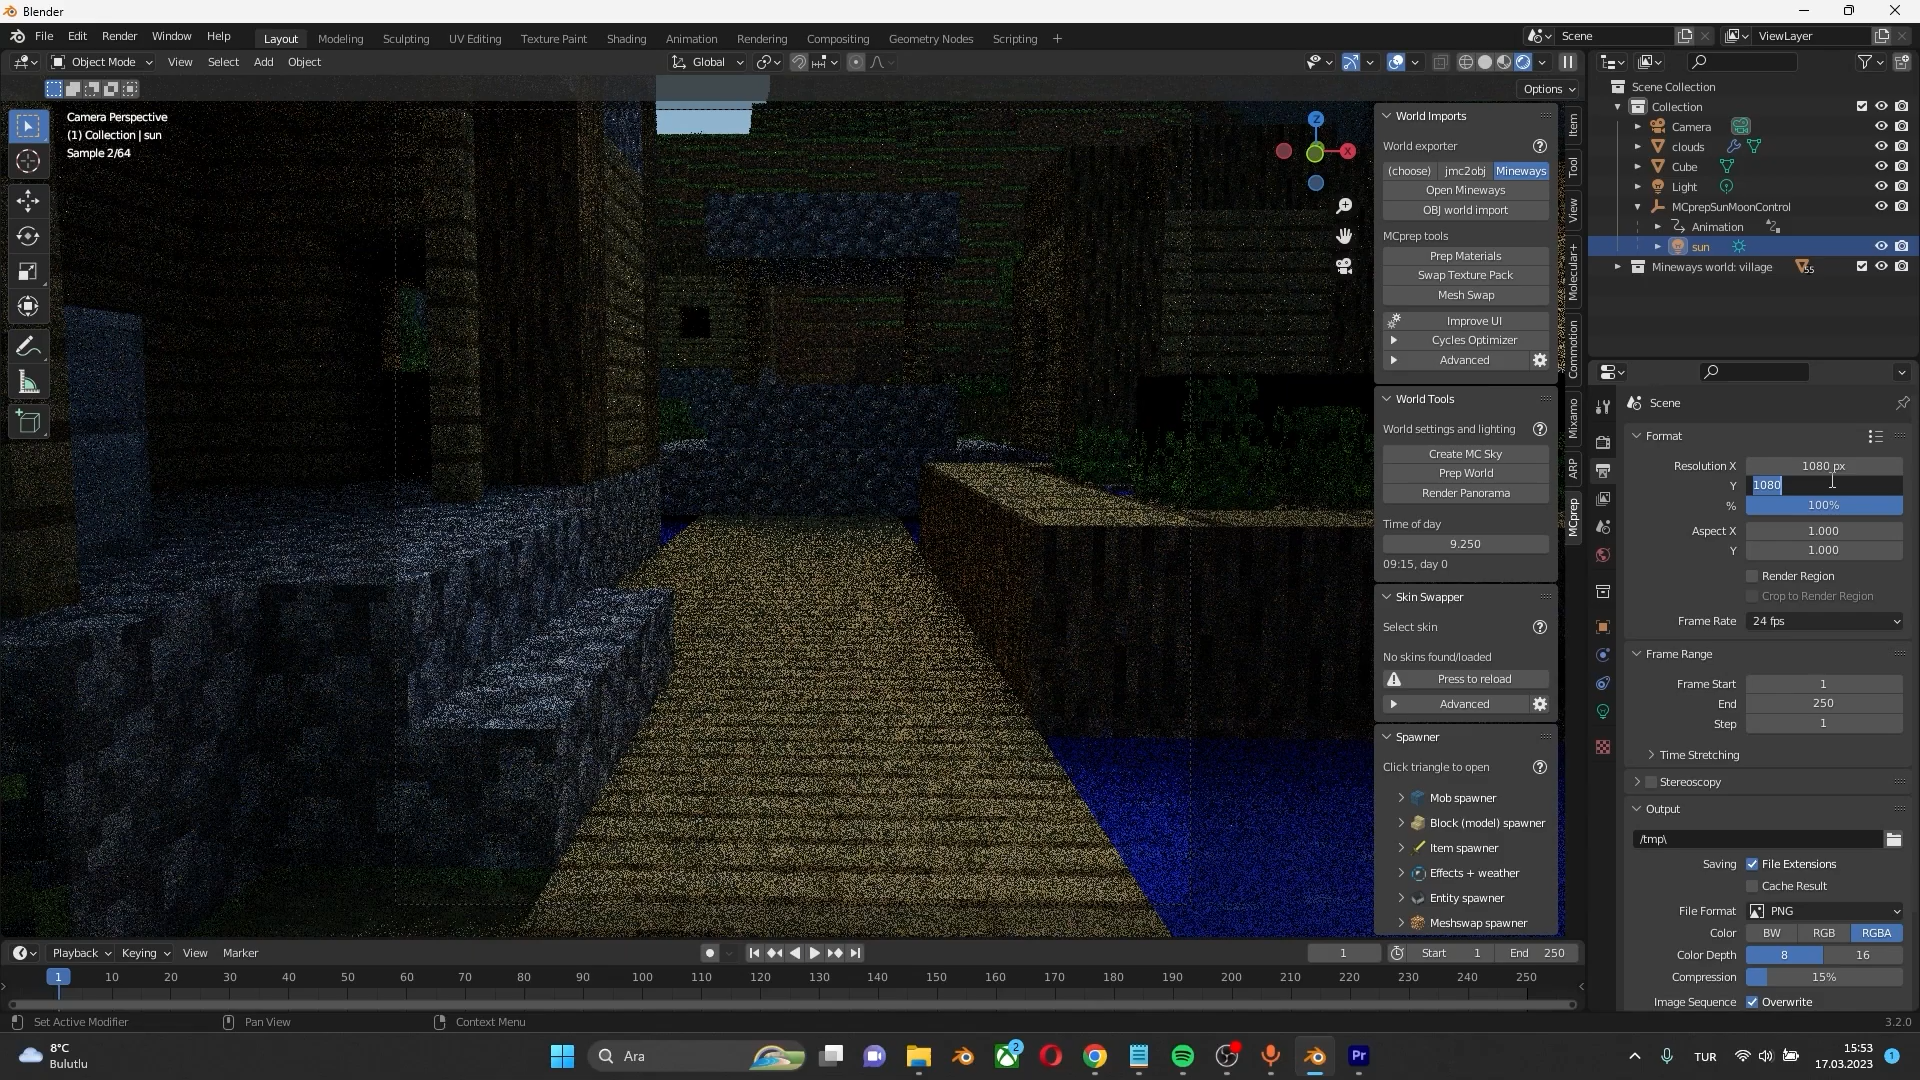 Blender
File Edit Render Window Help
Layout Modeling Sculpting UV Editing Texture Paint Shading Animation Rendering Compositing Geometry Nodes Scripting +
Scene
ViewLayer
Object Mode View Select Add Object
Global
Options
Camera Perspective
(1) Collection | sun
Sample 2/64
Z
X
World Imports
World exporter
(choose) jmc2obj Mineways
Open Mineways
OBJ world import
MCprep tools
Prep Materials
Swap Texture Pack
Mesh Swap
Improve UI
Cycles Optimizer
Advanced
World Tools
World settings and lighting
Create MC Sky
Prep World
Render Panorama
Time of day
9.250
09:15, day 0
Skin Swapper
Select skin
No skins found/loaded
Press to reload
Advanced
Spawner
Click triangle to open
Mob spawner
Block (model) spawner
Item spawner
Effects + weather
Entity spawner
Meshswap spawner
Item
Tool
View
Molecular+
Commotion
Mixamo
ARP
MCprep
Scene Collection
Collection
Camera
clouds
Cube
Light
MCprepSunMoonControl
Animation
sun
Mineways world: village 55
Scene
Format
Resolution X 1080 px
Y 1080
% 100%
Aspect X 1.000
Y 1.000
Render Region
Crop to Render Region
Frame Rate 24 fps
Frame Range
Frame Start 1
End 250
Step 1
Time Stretching
Stereoscopy
Output
/tmp\
Saving File Extensions
Cache Result
File Format PNG
Color BW RGB RGBA
Color Depth 8 16
Compression 15%
Image Sequence Overwrite
Playback Keying View Marker
1 Start 1 End 250
1 10 20 30 40 50 60 70 80 90 100 110 120 130 140 150 160 170 180 190 200 210 220 230 240 250
Set Active Modifier Pan View Context Menu
3.2.0
8°C
Bulutlu
Ara
2
Pr
TUR
15:53
17.03.2023
1